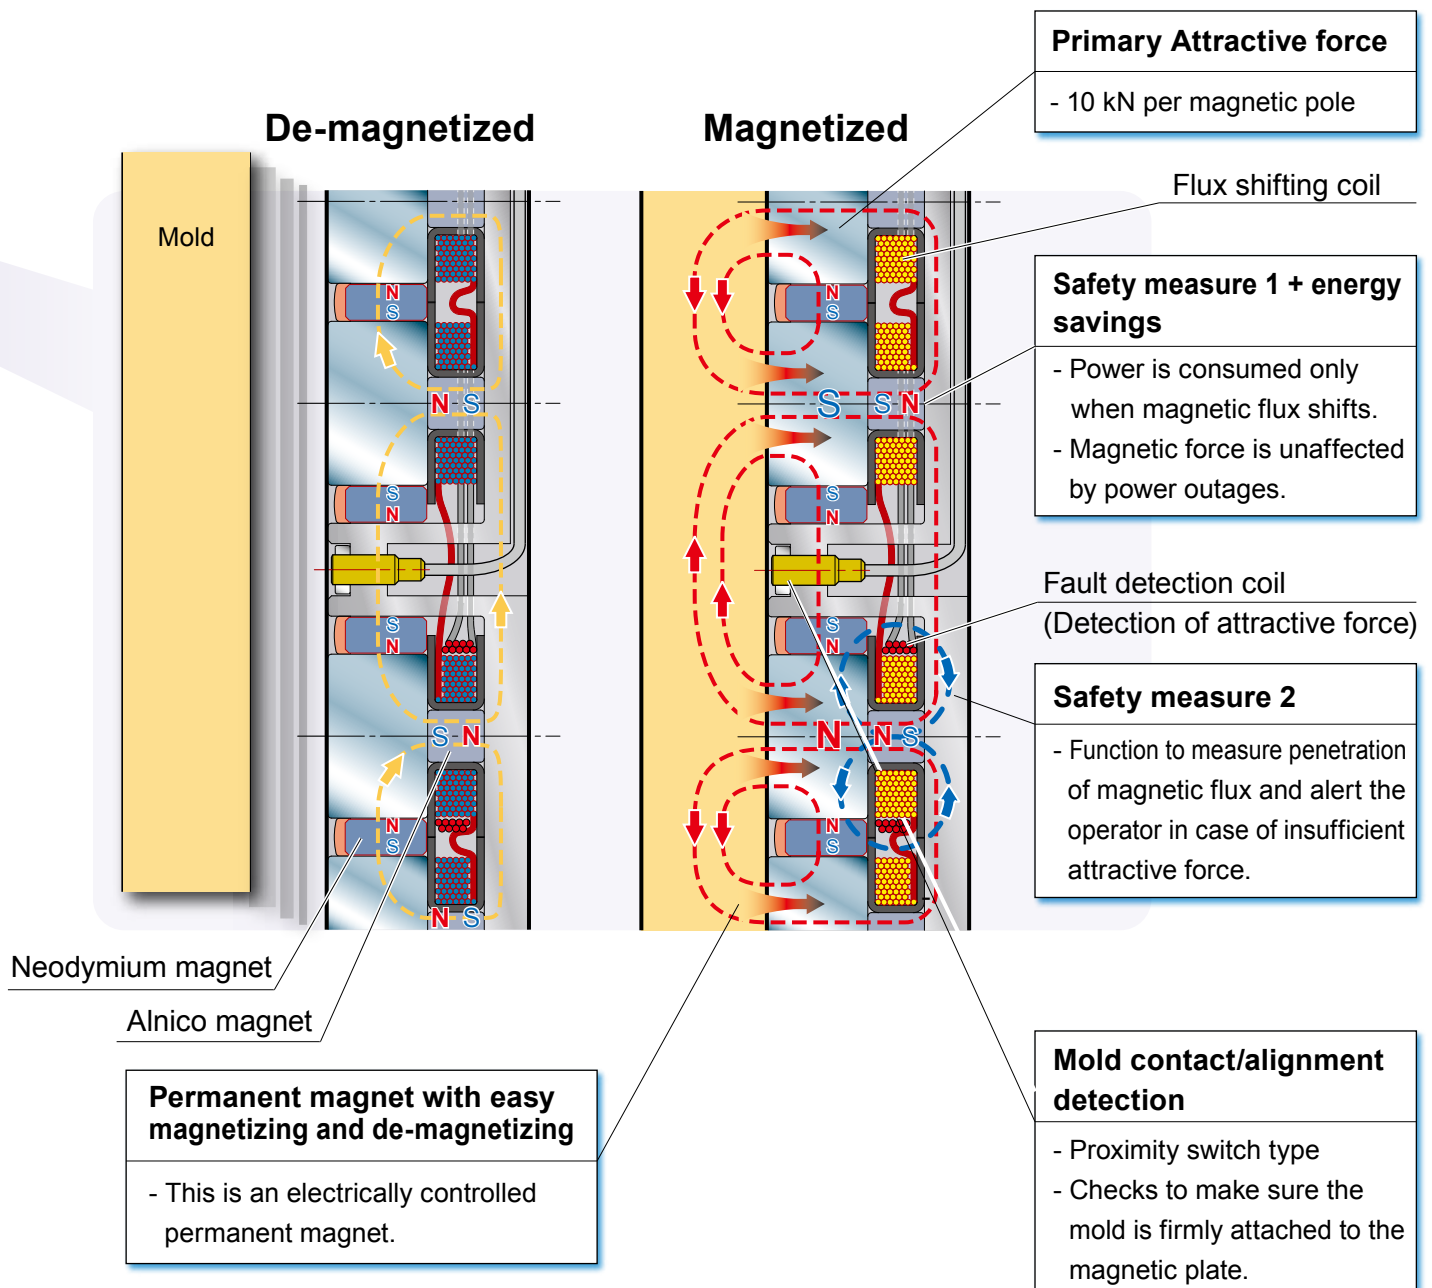 Primary Attractive force
- 10 kN per magnetic pole
De-magnetized
Magnetized
Flux shifting coil
Mold
Safety measure 1 + energy
savings
- Power is consumed only
when magnetic flux shifts.
- Magnetic force is unaffected
by power outages.
N
S
N
S
N S
S
S N
S
N
S
N
Fault detection coil
(Detection of attractive force)
S
N
S
N
Safety measure 2
- Function to measure penetration
of magnetic flux and alert the
operator in case of insufficient
attractive force.
S N
N
N S
N
S
N
S
N S
Neodymium magnet
Alnico magnet
Permanent magnet with easy
magnetizing and de-magnetizing
- This is an electrically controlled
permanent magnet.
Mold contact/alignment
detection
- Proximity switch type
- Checks to make sure the
mold is firmly attached to the
magnetic plate.